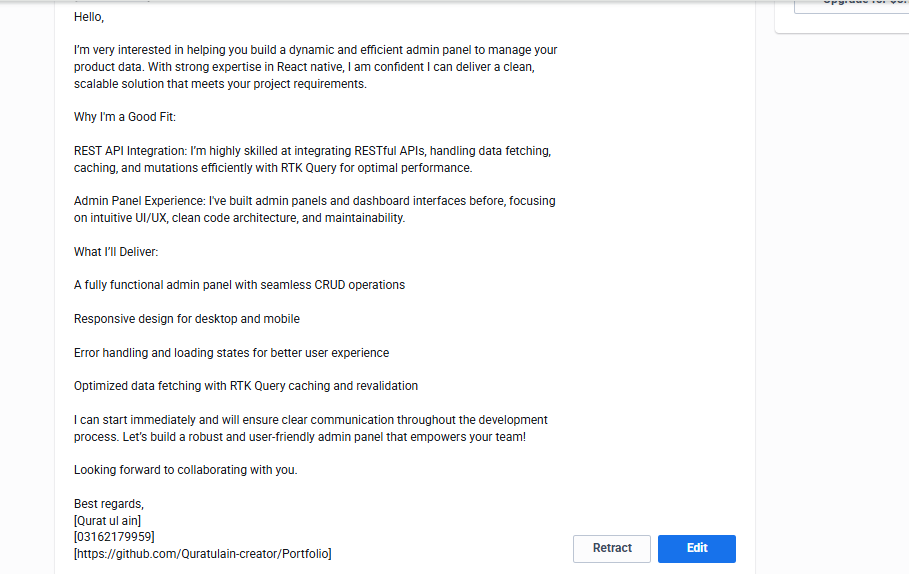 Hello,
I'm very interested in helping you build a dynamic and efficient admin panel to manage your
product data. With strong expertise in React native, I am confident I can deliver a clean,
scalable solution that meets your project requirements.
Why I'm a Good Fit:
REST API Integration: I'm highly skilled at integrating RESTful APIs, handling data fetching,
caching, and mutations efficiently with RTK Query for optimal performance.
Admin Panel Experience: I've built admin panels and dashboard interfaces before, focusing
on intuitive UI/UX, clean code architecture, and maintainability.
What I'll Deliver:
A fully functional admin panel with seamless CRUD operations
Responsive design for desktop and mobile
Error handling and loading states for better user experience
Optimized data fetching with RTK Query caching and revalidation
I can start immediately and will ensure clear communication throughout the development
process. Let's build a robust and user-friendly admin panel that empowers your team!
Looking forward to collaborating with you.
Best regards,
[Qurat ul ain]
[03162179959]
[https://github.com/Quratulain-creator/Portfolio]
Retract
Edit